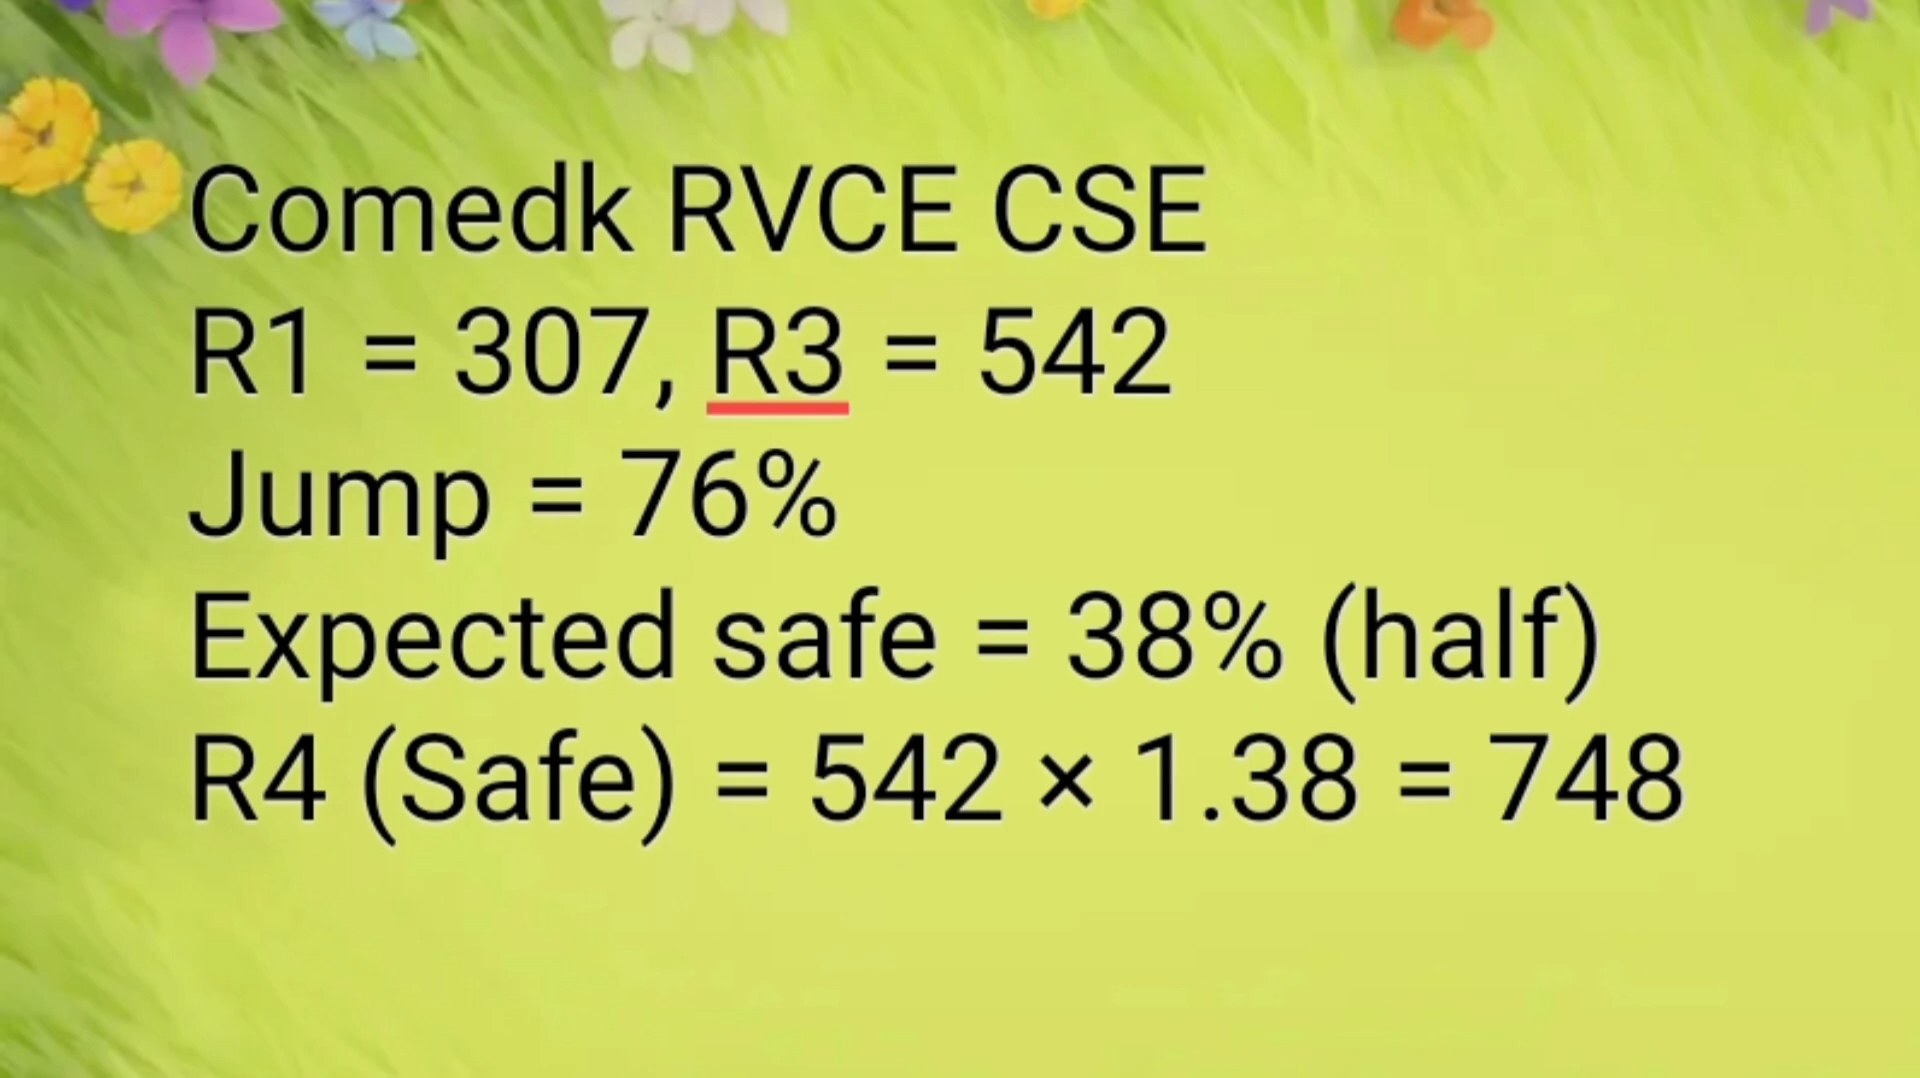 Comedk RVCE CSE
R1 = 307, R3 = 542
Jump = 76%
Expected safe = 38% (half)
R4 (Safe) = 542 × 1.38 = 748